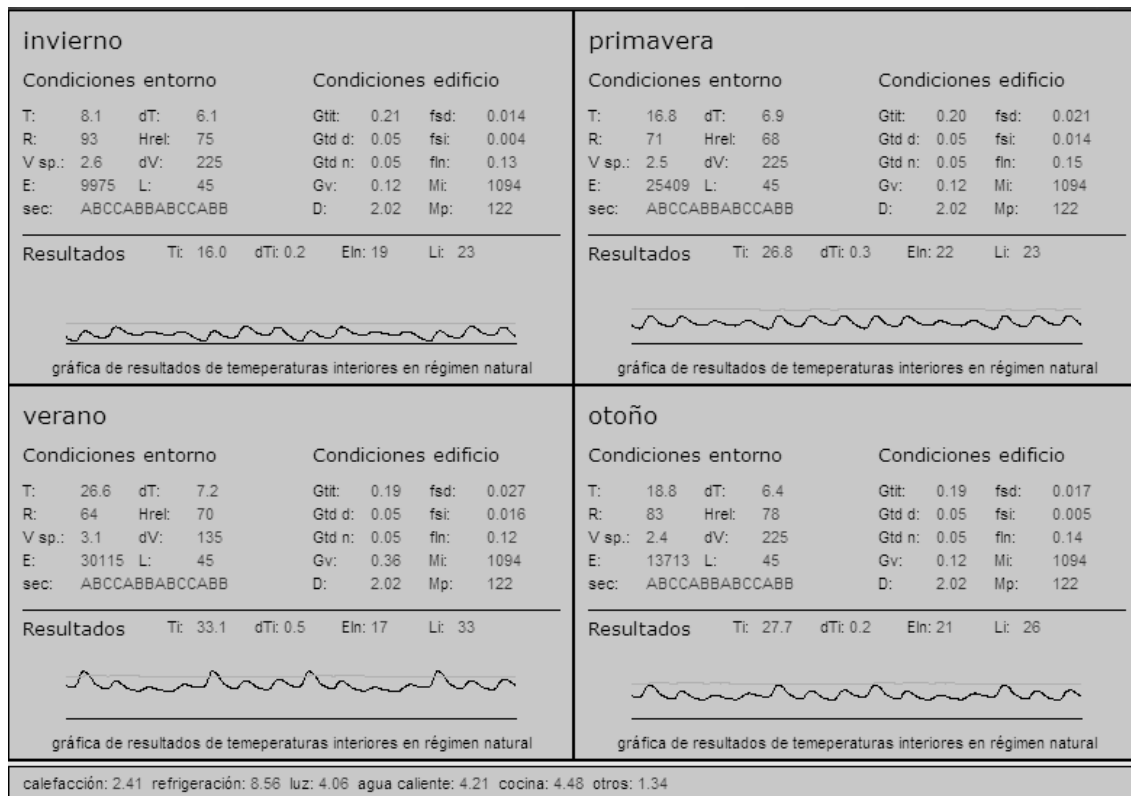 invierno
Condiciones entorno Condiciones edificio
T: 8.1 dT: 6.1 Gtit: 0.21 fsd: 0.014
R: 93 Hrel: 75 Gtd d: 0.05 fsi: 0.004
V sp.: 2.6 dV: 225 Gtd n: 0.05 fln: 0.13
E: 9975 L: 45 Gv: 0.12 Mi: 1094
sec: ABCCABBABCCABB D: 2.02 Mp: 122
Resultados Ti: 16.0 dTi: 0.2 Eln: 19 Li: 23
gráfica de resultados de temeperaturas interiores en régimen natural
primavera
Condiciones entorno Condiciones edificio
T: 16.8 dT: 6.9 Gtit: 0.20 fsd: 0.021
R: 71 Hrel: 68 Gtd d: 0.05 fsi: 0.014
V sp.: 2.5 dV: 225 Gtd n: 0.05 fln: 0.15
E: 25409 L: 45 Gv: 0.12 Mi: 1094
sec: ABCCABBABCCABB D: 2.02 Mp: 122
Resultados Ti: 26.8 dTi: 0.3 Eln: 22 Li: 23
gráfica de resultados de temeperaturas interiores en régimen natural
verano
Condiciones entorno Condiciones edificio
T: 26.6 dT: 7.2 Gtit: 0.19 fsd: 0.027
R: 64 Hrel: 70 Gtd d: 0.05 fsi: 0.016
V sp.: 3.1 dV: 135 Gtd n: 0.05 fln: 0.12
E: 30115 L: 45 Gv: 0.36 Mi: 1094
sec: ABCCABBABCCABB D: 2.02 Mp: 122
Resultados Ti: 33.1 dTi: 0.5 Eln: 17 Li: 33
gráfica de resultados de temeperaturas interiores en régimen natural
otoño
Condiciones entorno Condiciones edificio
T: 18.8 dT: 6.4 Gtit: 0.19 fsd: 0.017
R: 83 Hrel: 78 Gtd d: 0.05 fsi: 0.005
V sp.: 2.4 dV: 225 Gtd n: 0.05 fln: 0.14
E: 13713 L: 45 Gv: 0.12 Mi: 1094
sec: ABCCABBABCCABB D: 2.02 Mp: 122
Resultados Ti: 27.7 dTi: 0.2 Eln: 21 Li: 26
gráfica de resultados de temeperaturas interiores en régimen natural
calefacción: 2.41 refrigeración: 8.56 luz: 4.06 agua caliente: 4.21 cocina: 4.48 otros: 1.34